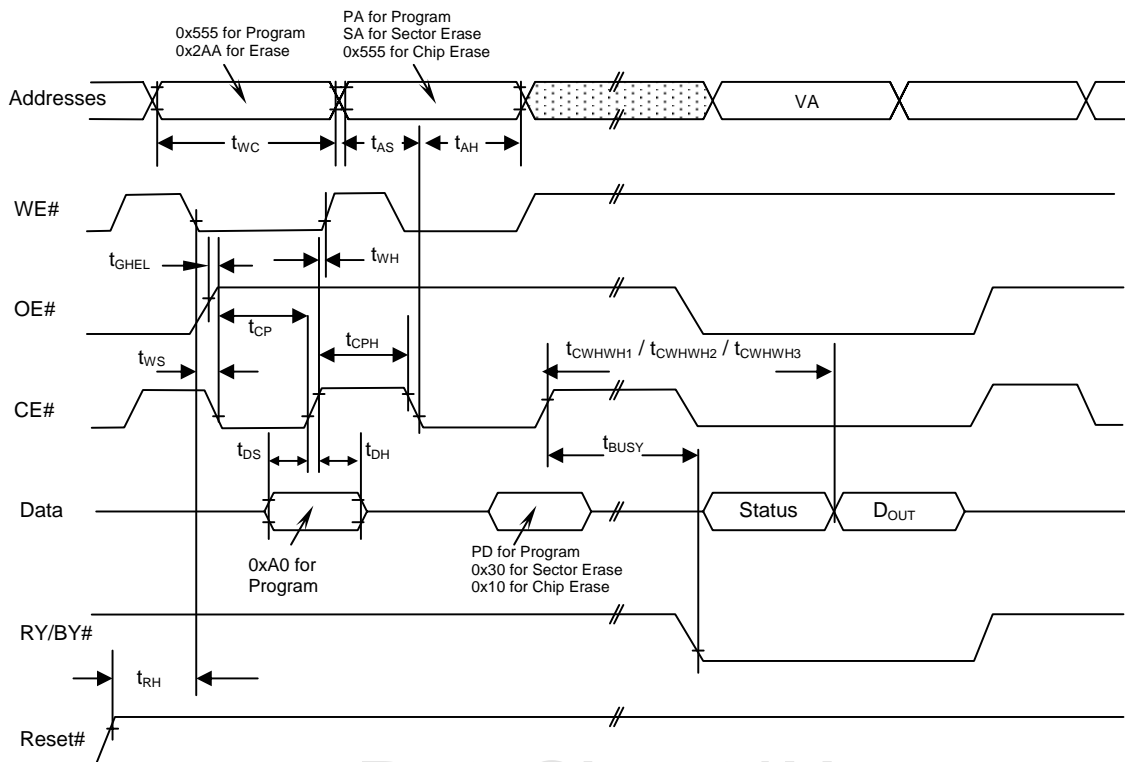 0x555 for Program
0x2AA for Erase
PA for Program
SA for Sector Erase
0x555 for Chip Erase
Addresses
VA
tWC
tAS
tAH
WE#
tGHEL
tWH
OE#
tCP
tCPH
tWS
tCWHWH1 / tCWHWH2 / tCWHWH3
CE#
tDS
tDH
tBUSY
Data
Status
DOUT
0xA0 for
Program
PD for Program
0x30 for Sector Erase
0x10 for Chip Erase
RY/BY#
tRH
Reset#